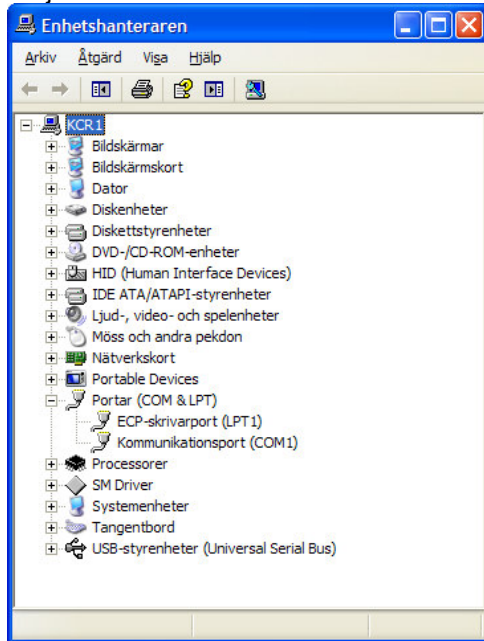 Enhetshanteraren
Arkiv Åtgärd Visa Hjälp
KCR1
Bildskärmar
Bildskärmskort
Dator
Diskenheter
Diskettstyrenheter
DVD-/CD-ROM-enheter
HID (Human Interface Devices)
IDE ATA/ATAPI-styrenheter
Ljud-, video- och spelenheter
Möss och andra pekdon
Nätverkskort
Portable Devices
Portar (COM & LPT)
ECP-skrivarport (LPT1)
Kommunikationsport (COM1)
Processorer
SM Driver
Systemenheter
Tangentbord
USB-styrenheter (Universal Serial Bus)